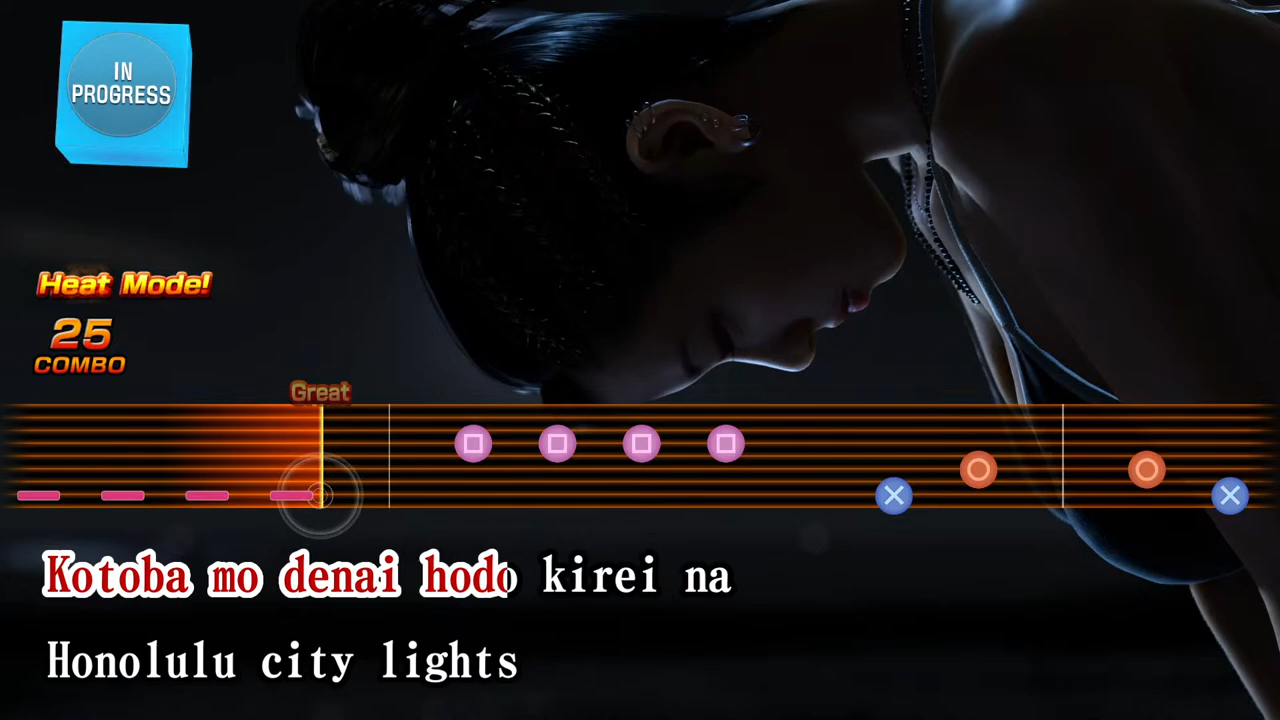 IN
PROGRESS
Heat Mode!
25
COMBO
Great
Kotoba mo denai hodo kirei na
Honolulu city lights